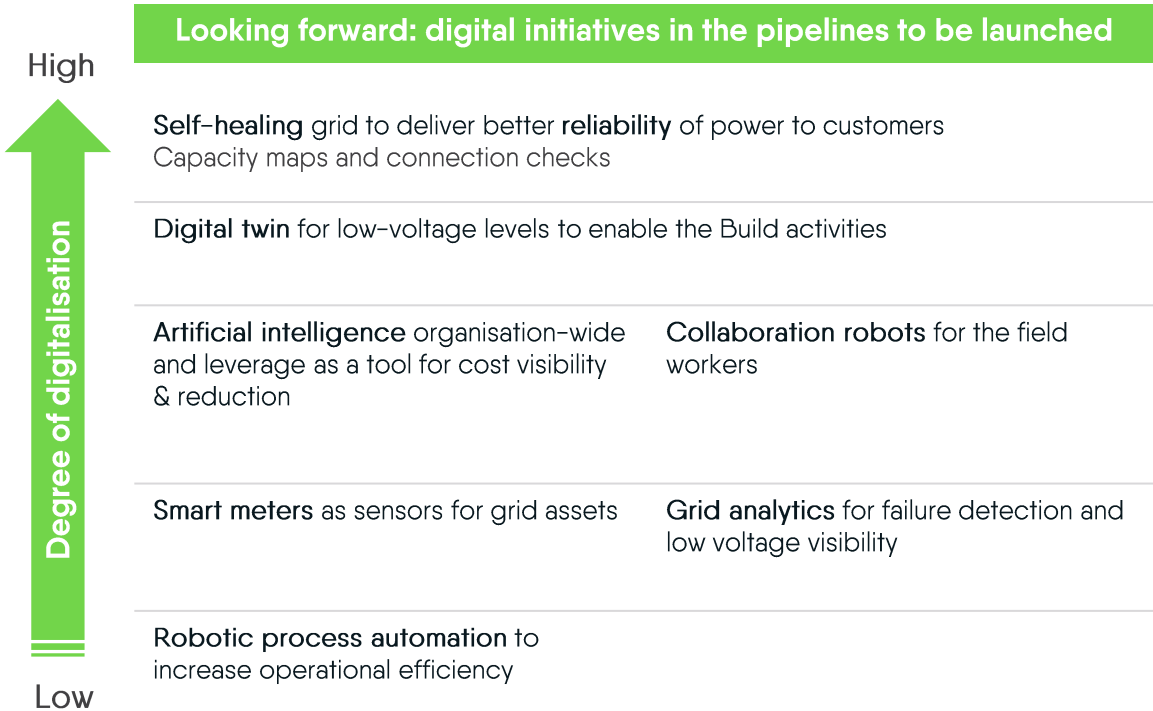 Looking forward: digital initiatives in the pipelines to be launched
High
Degree of digitalisation
Low
Self-healing grid to deliver better reliability of power to customers
Capacity maps and connection checks
Digital twin for low-voltage levels to enable the Build activities
Artificial intelligence organisation-wide
and leverage as a tool for cost visibility
& reduction
Collaboration robots for the field
workers
Smart meters as sensors for grid assets
Grid analytics for failure detection and
low voltage visibility
Robotic process automation to
increase operational efficiency